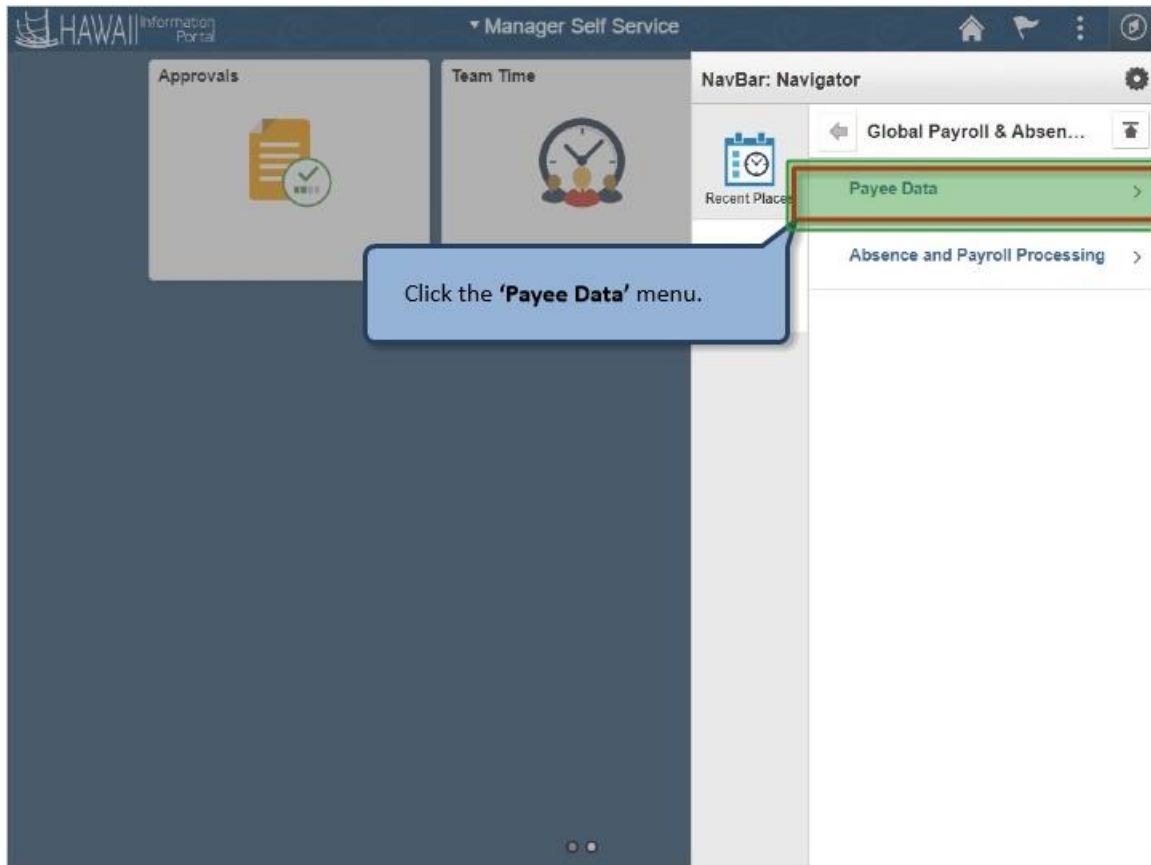 HAWAII Information Portal
▾ Manager Self Service
Approvals
Team Time
NavBar: Navigator
Recent Places
Global Payroll & Absen...
Payee Data
Absence and Payroll Processing
Click the ‘Payee Data’ menu.